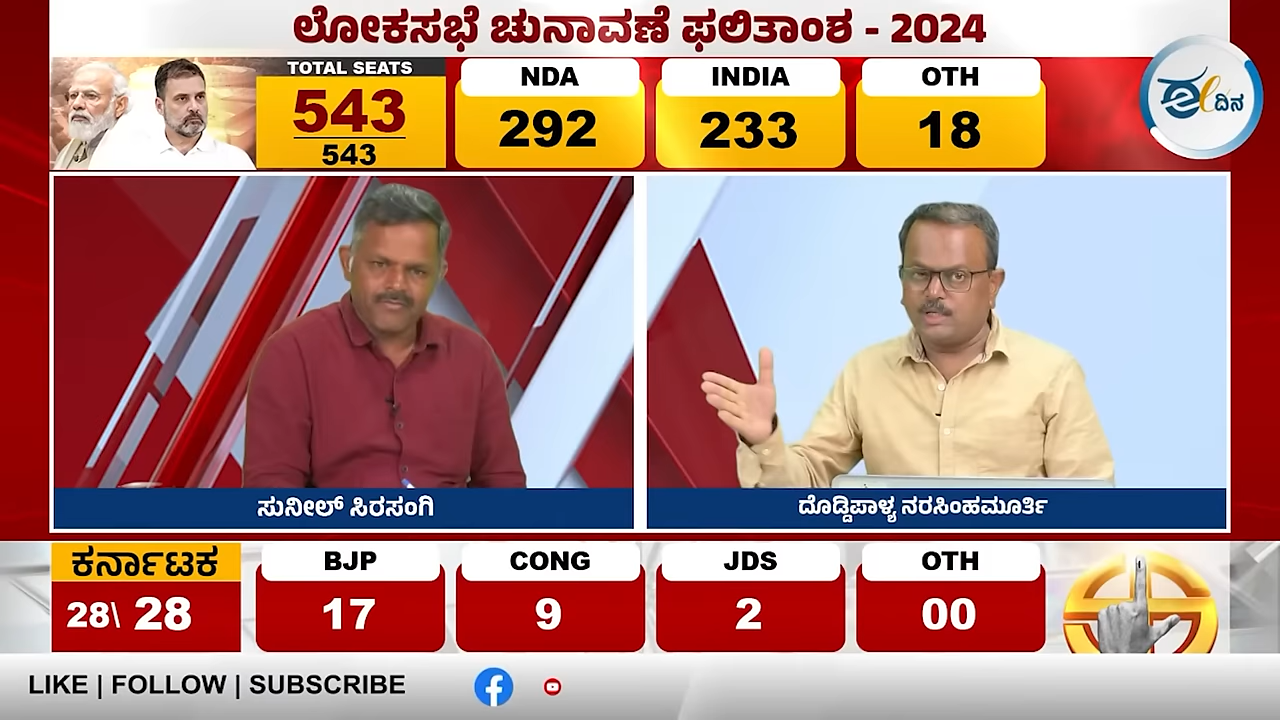 ಲೋಕಸಭೆ ಚುನಾವಣೆ ಫಲಿತಾಂಶ - 2024
TOTAL SEATS
543
543
NDA
292
INDIA
233
OTH
18
ದಿನ
ಸುನೀಲ್ ಸಿರಸಂಗಿ
ದೊಡ್ಡಿಪಾಳ್ಯ ನರಸಿಂಹಮೂರ್ತಿ
ಕರ್ನಾಟಕ
28\ 28
BJP
17
CONG
9
JDS
2
OTH
00
LIKE | FOLLOW | SUBSCRIBE